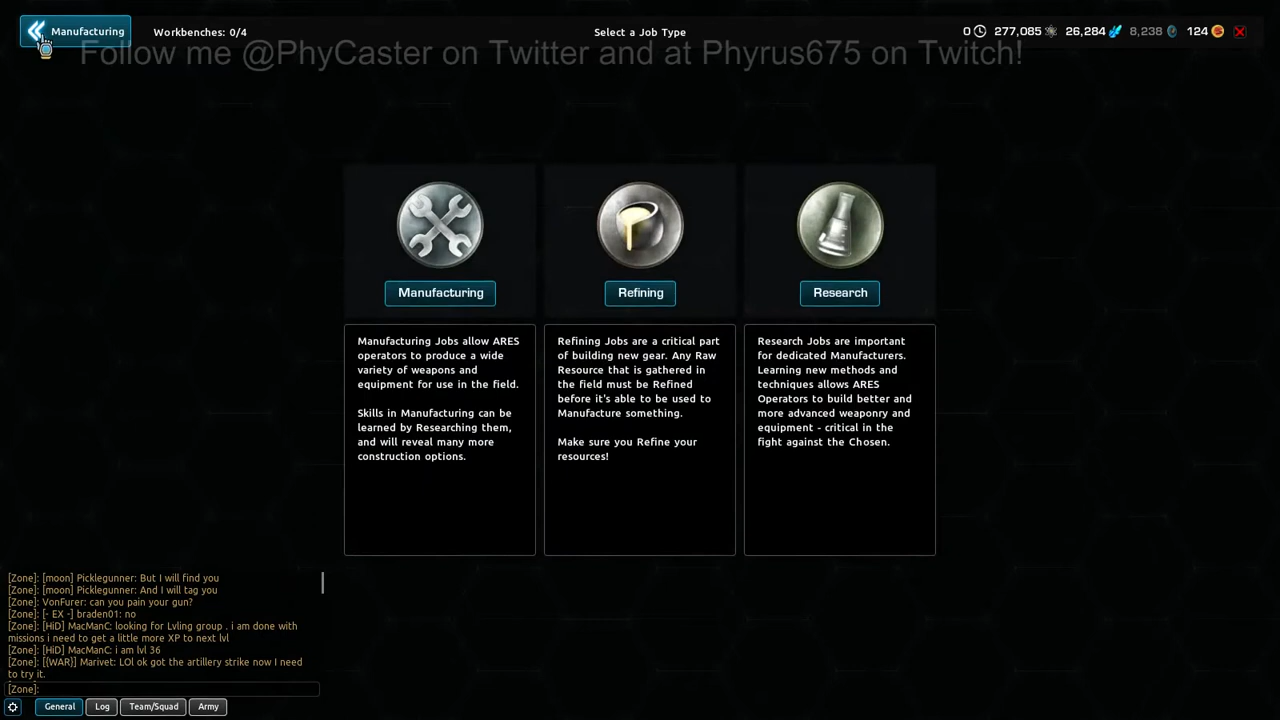 Manufacturing
Workbenches: 0/4
Select a Job Type
0 277,085 26,284 8,238 124
Follow me @PhyCaster on Twitter and at Phyrus675 on Twitch!
Manufacturing
Manufacturing Jobs allow ARES
operators to produce a wide
variety of weapons and
equipment for use in the field.
Skills in Manufacturing can be
learned by Researching them,
and will reveal many more
construction options.
Refining
Refining Jobs are a critical part
of building new gear. Any Raw
Resource that is gathered in
the field must be Refined
before it's able to be used to
Manufacture something.
Make sure you Refine your
resources!
Research
Research Jobs are important
for dedicated Manufacturers.
Learning new methods and
techniques allows ARES
Operators to build better and
more advanced weaponry and
equipment - critical in the
fight against the Chosen.
[Zone]: [moon] Picklegunner: But I will find you
[Zone]: [moon] Picklegunner: And I will tag you
[Zone]: VonFurer: can you pain your gun?
[Zone]: [- EX -] braden01: no
[Zone]: [HiD] MacManC: looking for Lvling group . i am done with
missions i need to get a little more XP to next lvl
[Zone]: [HiD] MacManC: i am lvl 36
[Zone]: [{WAR}] Marivet: LOl ok got the artillery strike now I need
to try it.
[Zone]:
General
Log
Team/Squad
Army